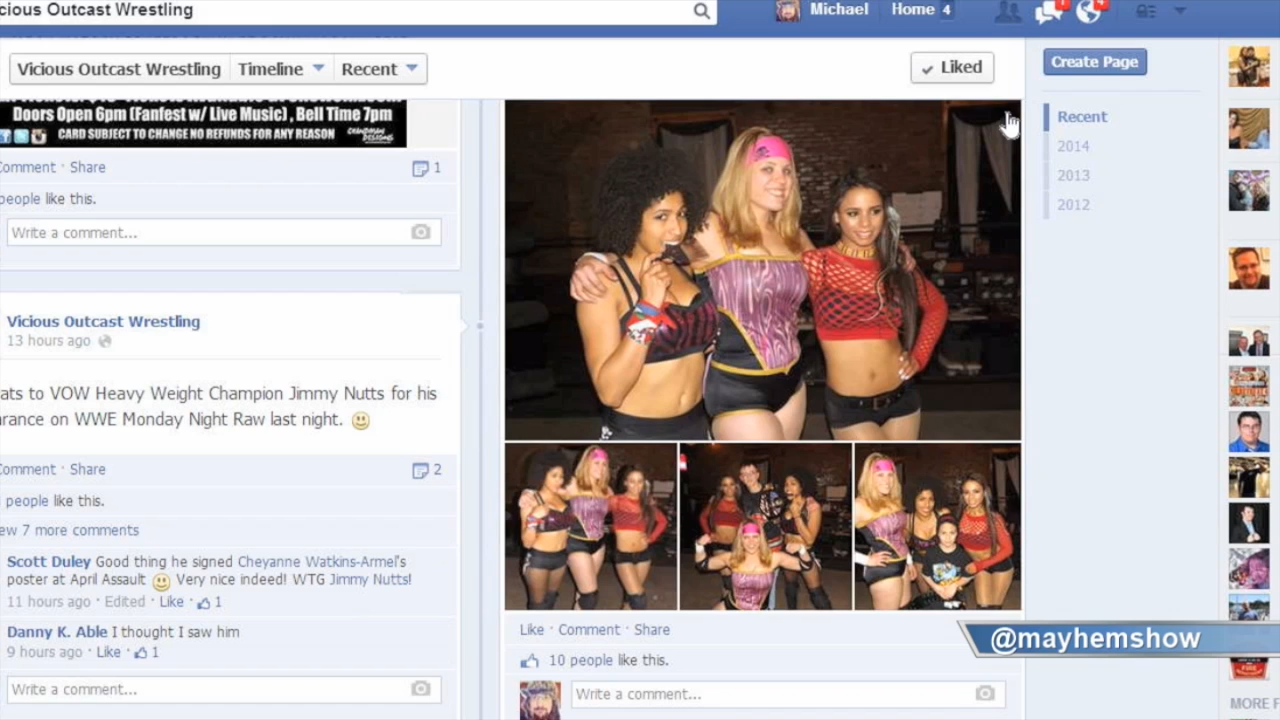 cious Outcast Wrestling
Michael
Home 4
Vicious Outcast Wrestling
Timeline
Recent
Liked
Create Page
Doors Open 6pm (Fanfest w/ Live Music), Bell Time 7pm
CARD SUBJECT TO CHANGE NO REFUNDS FOR ANY REASON
omment · Share
1
people like this.
Write a comment...
Vicious Outcast Wrestling
13 hours ago
ats to VOW Heavy Weight Champion Jimmy Nutts for his
rance on WWE Monday Night Raw last night.
omment · Share
2
people like this.
ew 7 more comments
Scott Duley Good thing he signed Cheyanne Watkins-Armel's
poster at April Assault Very nice indeed! WTG Jimmy Nutts!
11 hours ago · Edited · Like · 1
Danny K. Able I thought I saw him
9 hours ago · Like · 1
Write a comment...
Like · Comment · Share
10 people like this.
Write a comment...
Recent
2014
2013
2012
@mayhemshow
MORE F